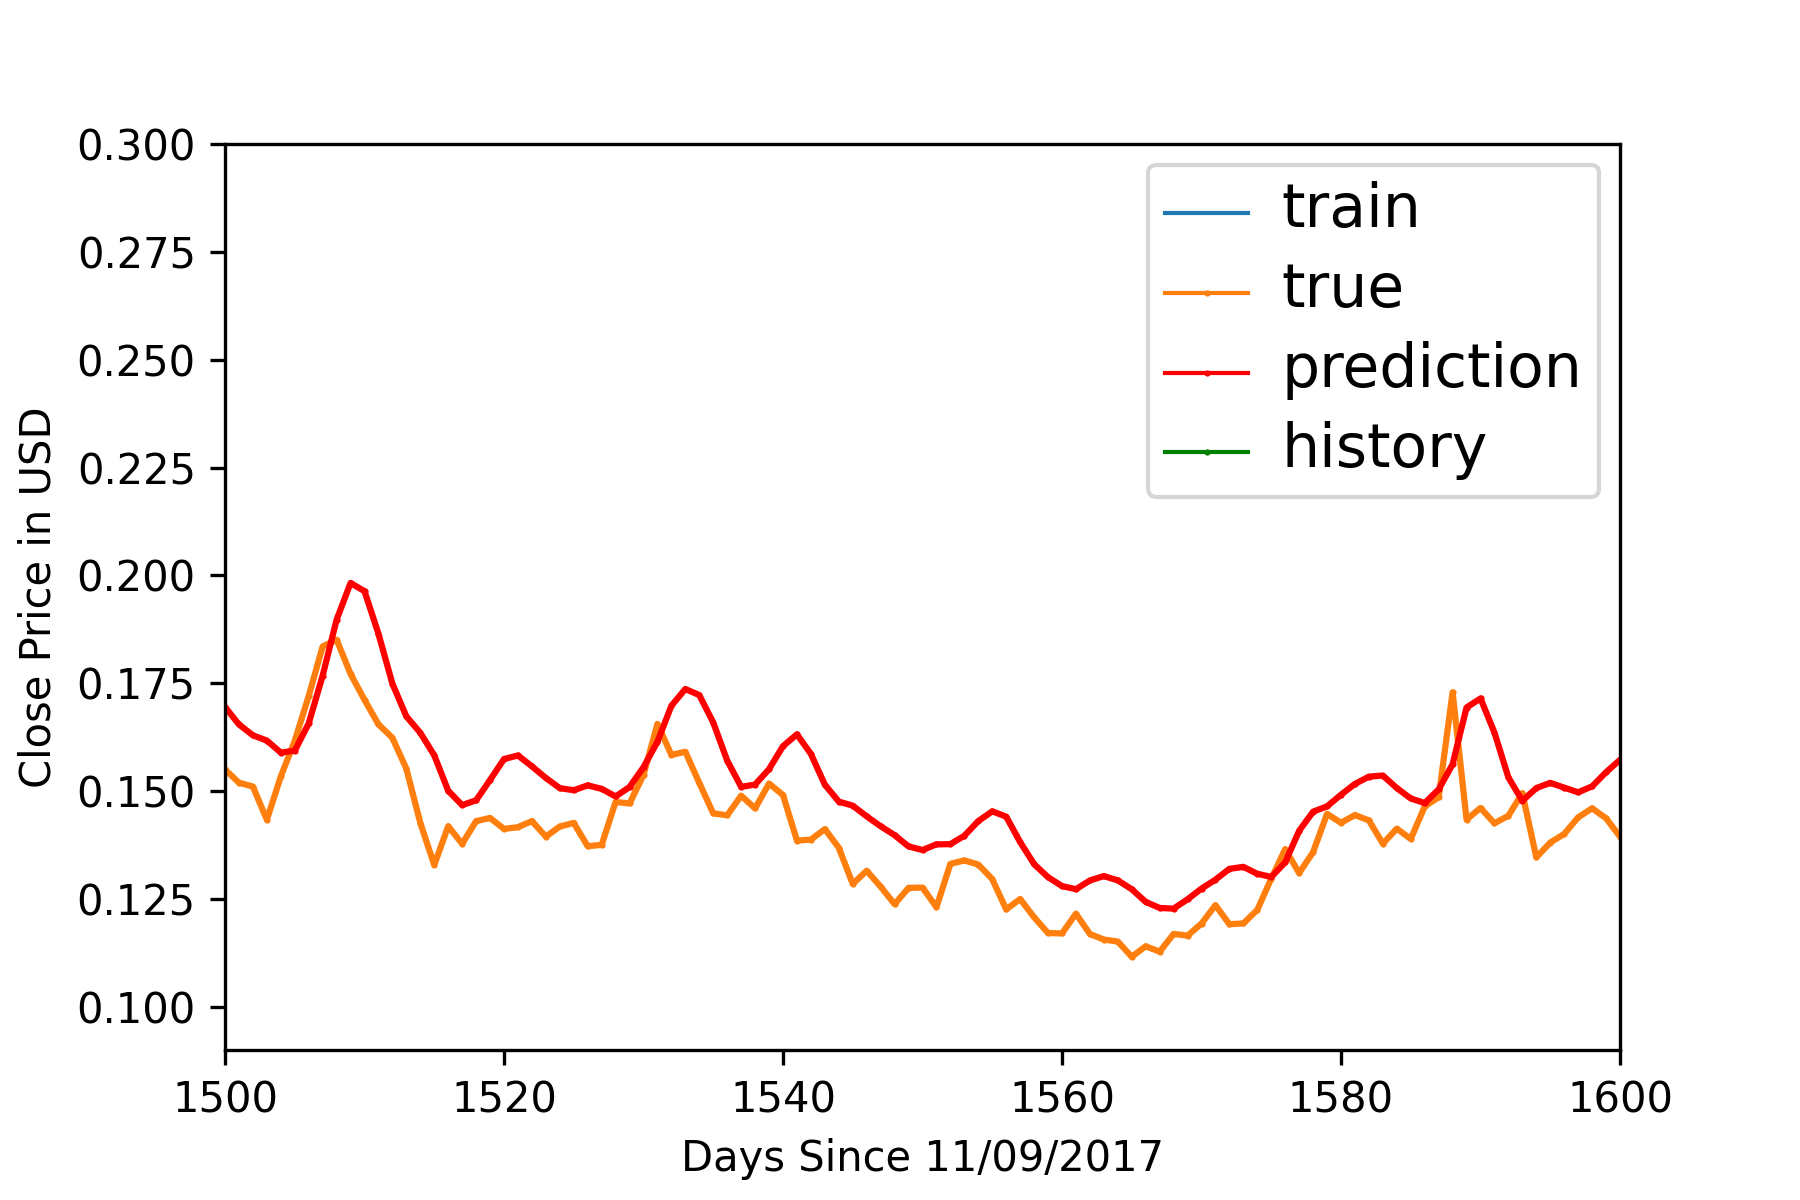 0.300
0.275
0.250
0.225
0.200
0.175
0.150
0.125
0.100
Close Price in USD
train
true
prediction
history
1500 1520 1540 1560 1580 1600
Days Since 11/09/2017